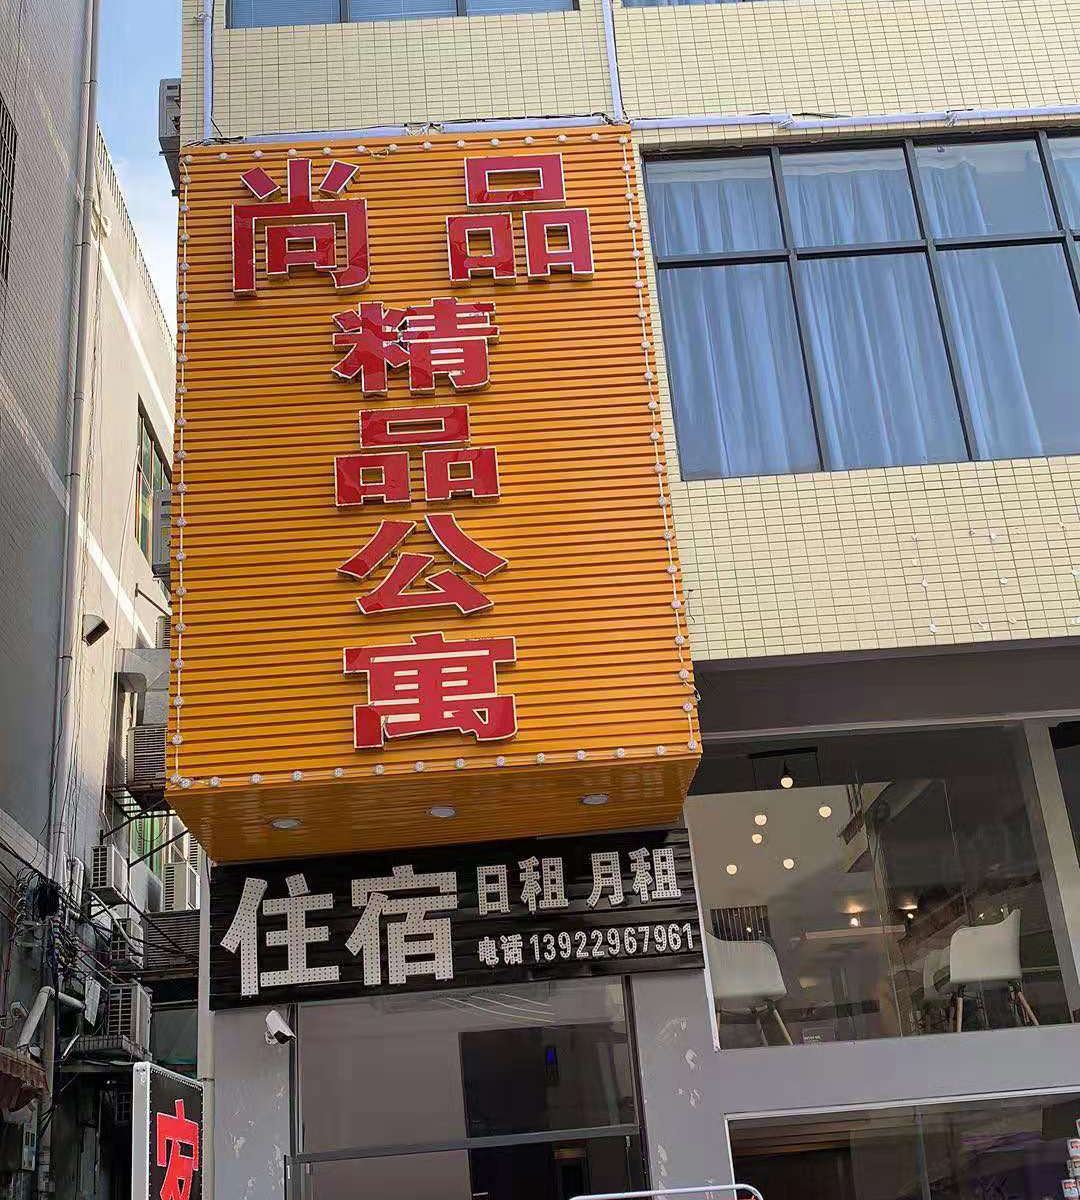 尚品
精品公寓
住宿 日租 月租
电话 13922967961